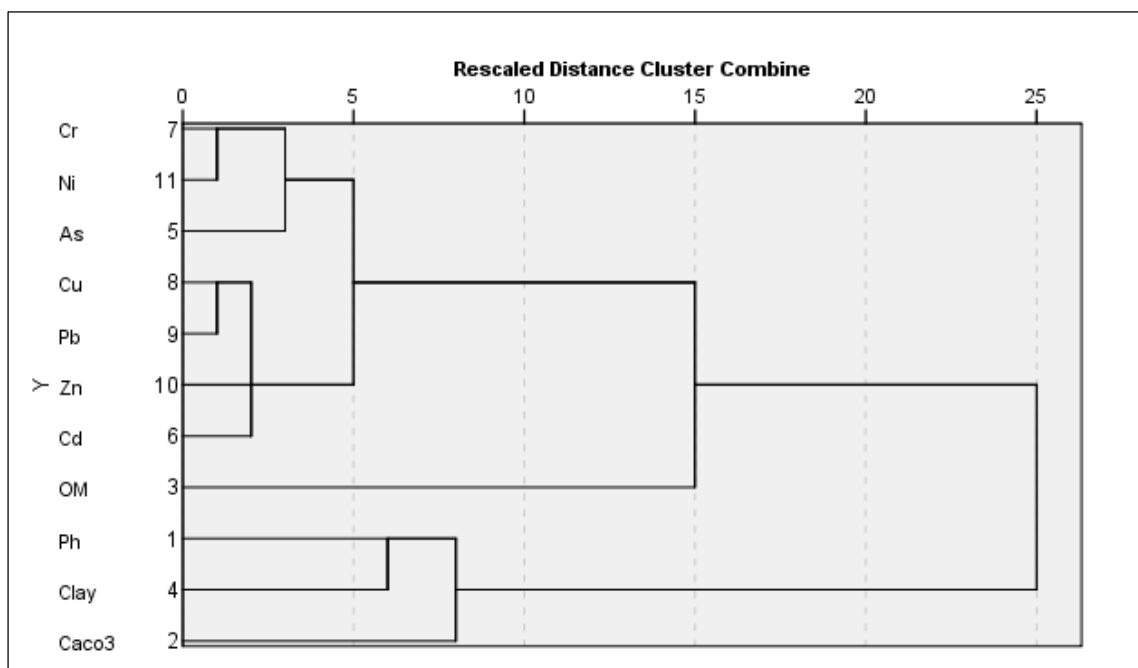 Rescaled Distance Cluster Combine
0 5 10 15 20 25
Cr 7
Ni 11
As 5
Cu 8
Pb 9
Y
Zn 10
Cd 6
OM 3
Ph 1
Clay 4
Caco3 2